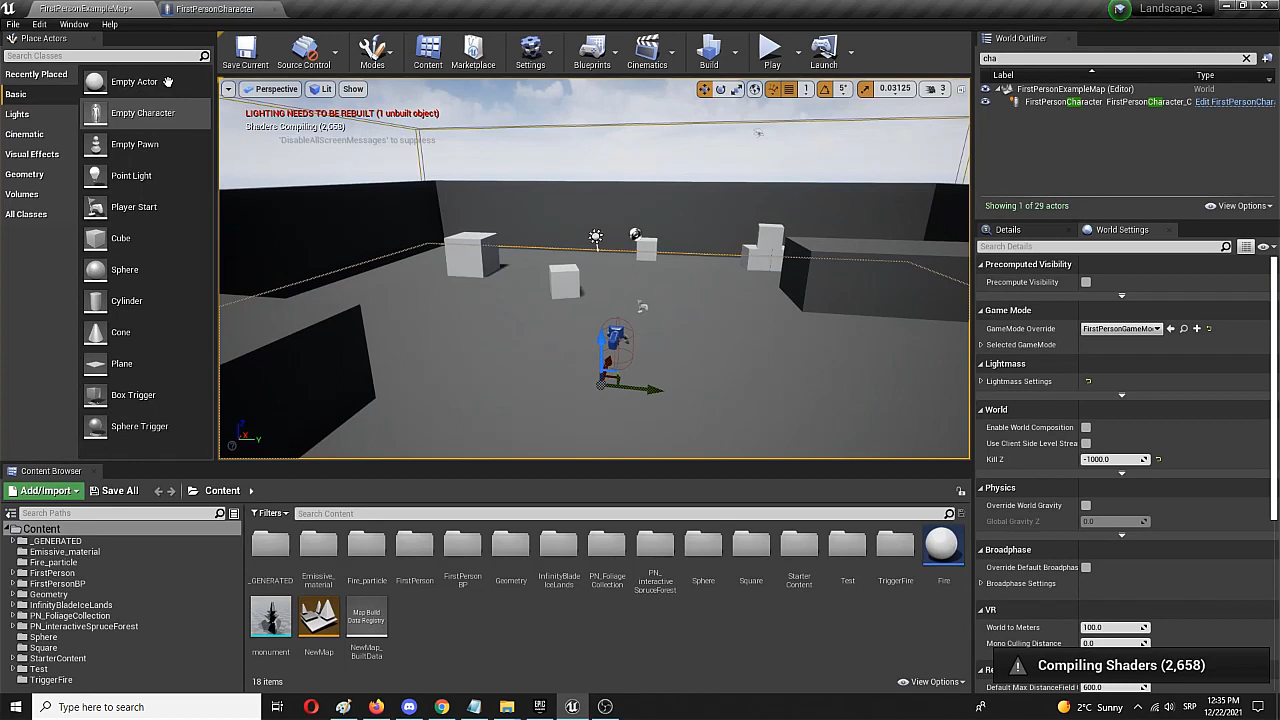 FirstPersonExampleMap*
FirstPersonCharacter
Landscape_3
File Edit Window Help
Place Actors
Search Classes
Recently Placed
Basic
Lights
Cinematic
Visual Effects
Geometry
Volumes
All Classes
Empty Actor
Empty Character
Empty Pawn
Point Light
Player Start
Cube
Sphere
Cylinder
Cone
Plane
Box Trigger
Sphere Trigger
Save Current
Source Control
Modes
Content
Marketplace
Settings
Blueprints
Cinematics
Build
Play
Launch
Perspective
Lit
Show
1
5°
0.03125
3
LIGHTING NEEDS TO BE REBUILT (1 unbuilt object)
Shaders Compiling (2,658)
'DisableAllScreenMessages' to suppress
X
Y
World Outliner
cha
Label
Type
FirstPersonExampleMap (Editor)
World
FirstPersonCharacter
FirstPersonCharacter_C
Edit FirstPersonChar
Showing 1 of 29 actors
View Options
Details
World Settings
Search Details
Precomputed Visibility
Precompute Visibility
Game Mode
GameMode Override
FirstPersonGameMo
Selected GameMode
Lightmass
Lightmass Settings
World
Enable World Composition
Use Client Side Level Strea
Kill Z
-1000.0
Physics
Override World Gravity
Global Gravity Z
0.0
Broadphase
Override Default Broadphas
Broadphase Settings
VR
World to Meters
100.0
Mono Culling Distance
0.0
Default Max DistanceField
600.0
Compiling Shaders (2,658)
Content Browser
Add/Import
Save All
Content
Search Paths
Filters
Search Content
Content
_GENERATED
Emissive_material
Fire_particle
FirstPerson
FirstPersonBP
Geometry
InfinityBladeIceLands
PN_FoliageCollection
PN_interactiveSpruceForest
Sphere
Square
StarterContent
Test
TriggerFire
_GENERATED
Emissive_
material
Fire_particle
FirstPerson
FirstPerson
BP
Geometry
InfinityBlade
IceLands
PN_Foliage
Collection
PN_
interactive
SpruceForest
Sphere
Square
Starter
Content
Test
TriggerFire
Fire
Map Build
Data Registry
monument
NewMap
NewMap_
BuiltData
18 items
View Options
Type here to search
EPIC
2°C Sunny
SRP
12:35 PM
12/22/2021